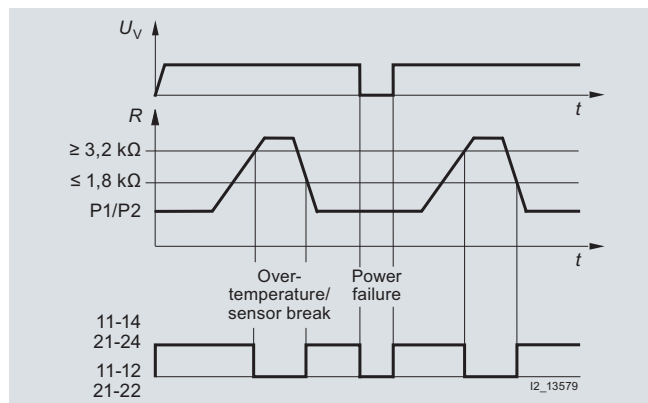 UV
t
R
≥ 3,2 kΩ
≤ 1,8 kΩ
P1/P2
t
Over-
temperature/
sensor break
Power
failure
11-14
21-24
11-12
21-22
I2_13579